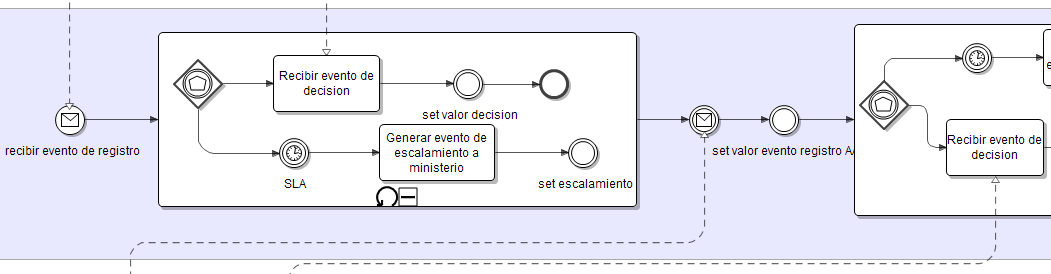 recibir evento de registro
Recibir evento de
decision
set valor decision
SLA
Generar evento de
escalamiento a
ministerio
set escalamiento
set valor evento registro
Recibir evento de
decision